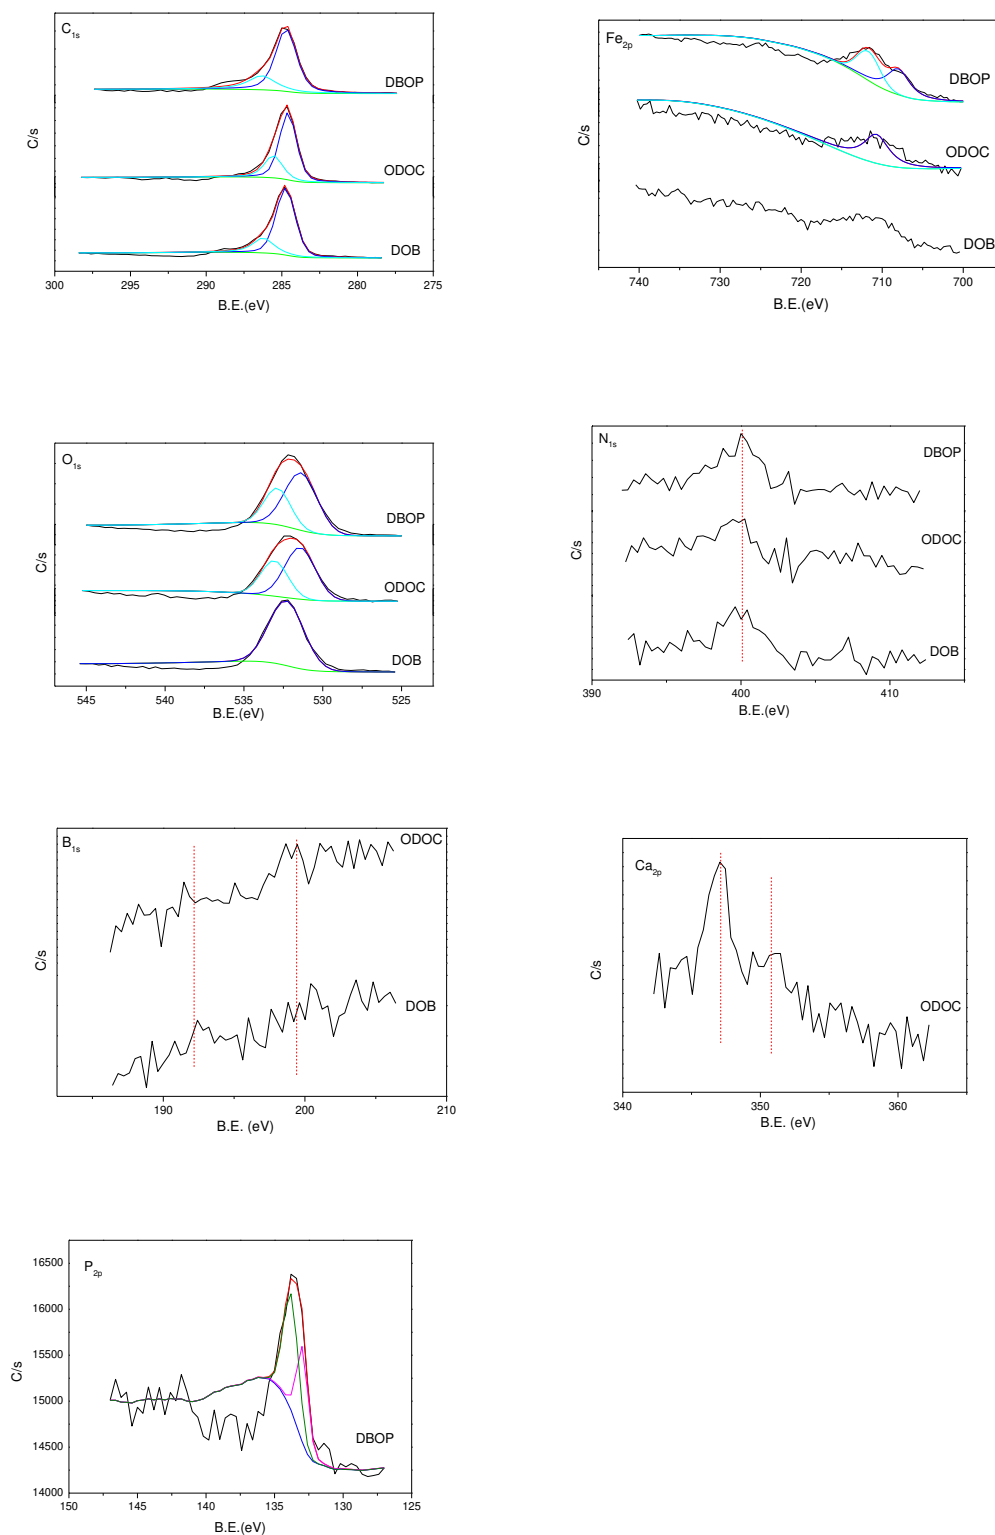 C1s
DBOP
ODOC
DOB
C/s
300 295 290 285 280 275
B.E.(eV)
Fe2p
DBOP
ODOC
DOB
C/s
740 730 720 710 700
B.E.(eV)
O1s
DBOP
ODOC
DOB
C/s
545 540 535 530 525
B.E.(eV)
N1s
DBOP
ODOC
DOB
C/s
390 400 410
B.E.(eV)
B1s
ODOC
DOB
C/s
190 200 210
B.E. (eV)
Ca2p
ODOC
C/s
340 350 360
B.E.(eV)
P2p
16500
16000
15500
15000
14500
14000
DBOP
C/s
150 145 140 135 130 125
B.E.(eV)